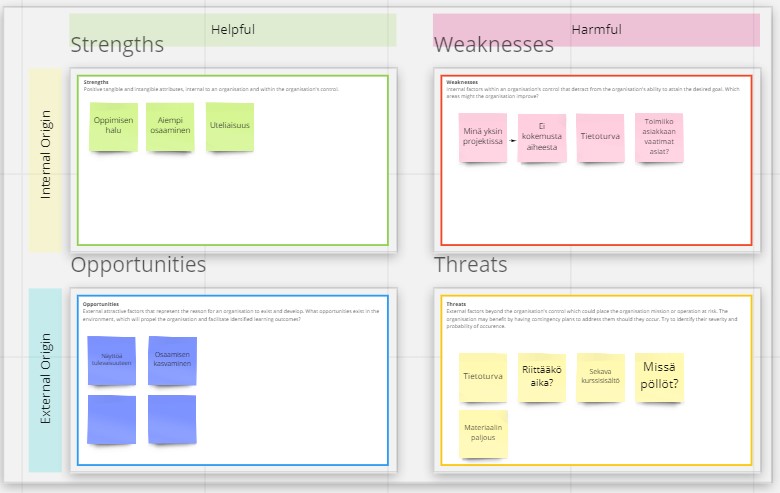 Helpful
Harmful
Strengths
Weaknesses
Internal Origin
Strengths
Positive tangible and intangible attributes, internal to an organisation and within the organisation's control.
Oppimisen
halu
Aiempi
osaaminen
Uteliaisuus
Weaknesses
Internal factors within an organisation's control that detract from the organisation's ability to attain the desired goal. Which
areas might the organisation improve?
Minä yksin
projektissa
Ei
kokemusta
aiheesta
Tietoturva
Toimiiko
asiakkaan
vaatimat
asiat?
Opportunities
Threats
External Origin
Opportunities
External attractive factors that represent the reason for an organisation to exist and develop. What opportunities exist in the
environment, which will propel the organisation and facilitate identified learning outcomes?
Näyttöä
tulevaisuuteen
Osaamisen
kasvaminen
Threats
External factors beyond the organisation's control which could place the organisation mission or operation at risk. The
organisation may benefit by having contingency plans to address them should they occur. Try to identify their severity and
probability of occurence.
Tietoturva
Riittääkö
aika?
Sekava
kurssisisältö
Missä
pöllöt?
Materiaalin
paljous